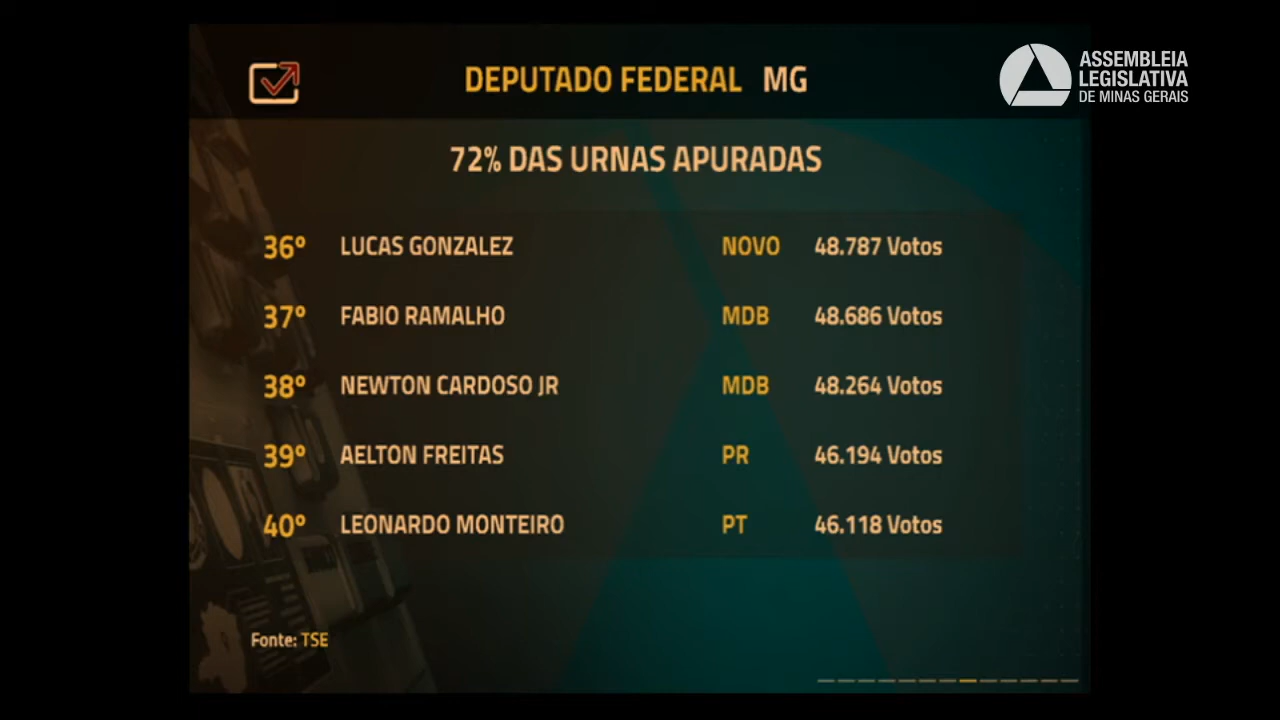 DEPUTADO FEDERAL MG
ASSEMBLEIA
LEGISLATIVA
DE MINAS GERAIS
72% DAS URNAS APURADAS
36º LUCAS GONZALEZ NOVO 48.787 Votos
37º FABIO RAMALHO MDB 48.686 Votos
38º NEWTON CARDOSO JR MDB 48.264 Votos
39º AELTON FREITAS PR 46.194 Votos
40º LEONARDO MONTEIRO PT 46.118 Votos
Fonte: TSE